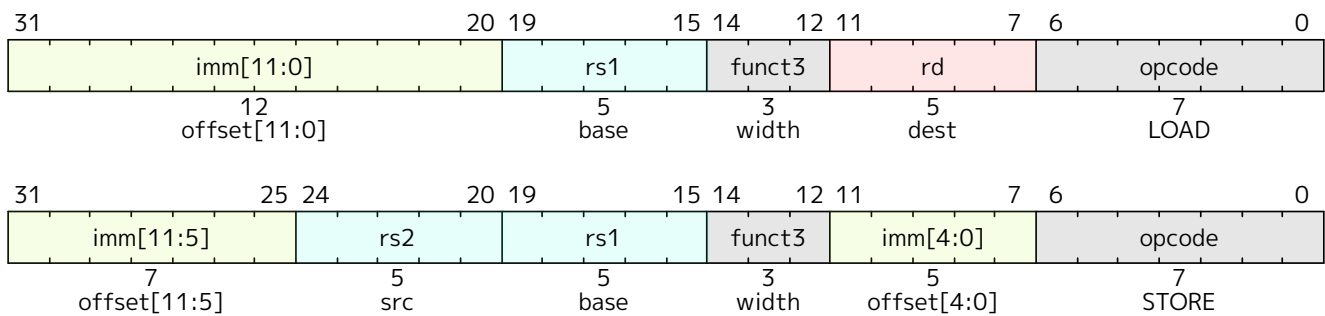 31 20 19 15 14 12 11 7 6 0
imm[11:0] rs1 funct3 rd opcode
12 5 3 5 7
offset[11:0] base width dest LOAD
31 25 24 20 19 15 14 12 11 7 6 0
imm[11:5] rs2 rs1 funct3 imm[4:0] opcode
7 5 5 3 5 7
offset[11:5] src base width offset[4:0] STORE